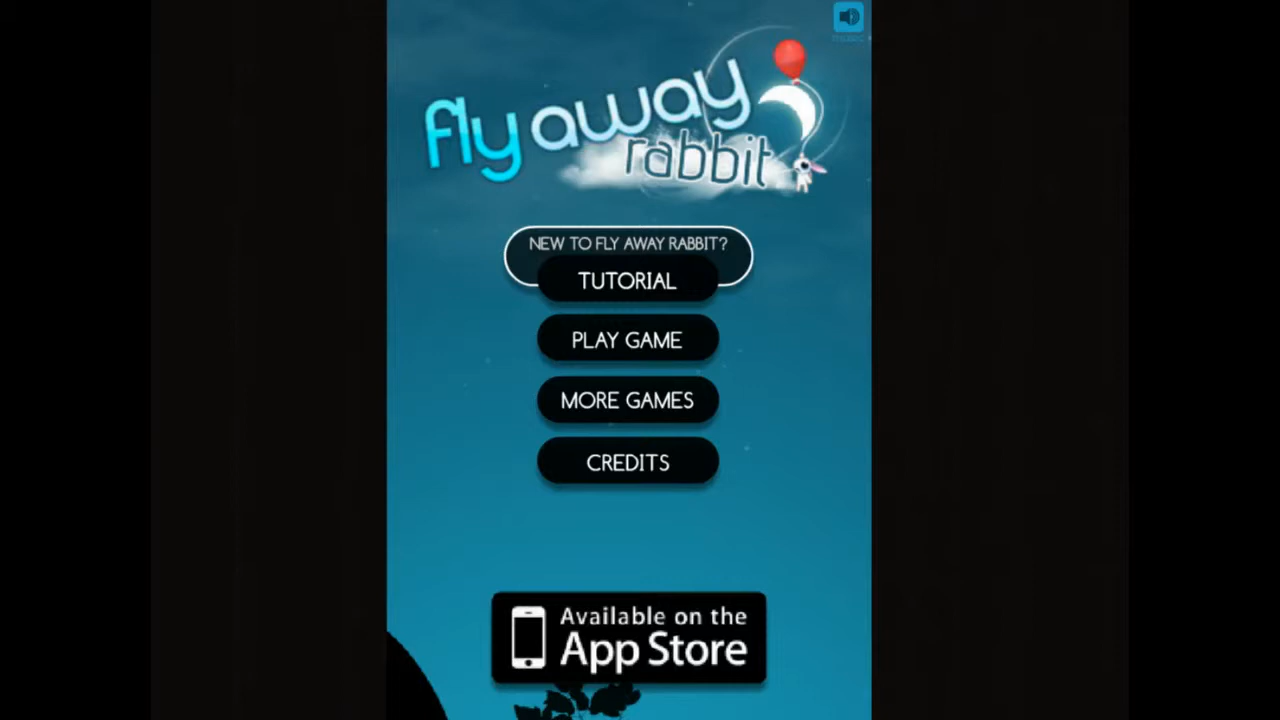 fly away
rabbit
NEW TO FLY AWAY RABBIT?
TUTORIAL
PLAY GAME
MORE GAMES
CREDITS
Available on the
App Store